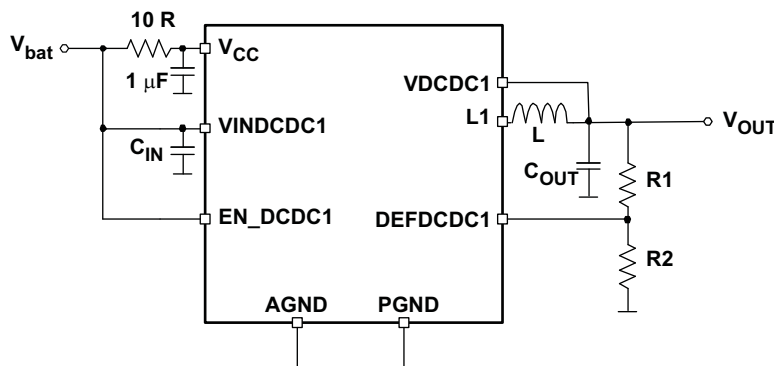 10 R
V_bat
V_CC
1 μF
VDCDC1
L1
V_OUT
VINDCDC1
L
C_IN
C_OUT
R1
EN_DCDC1
DEFDCDC1
R2
AGND
PGND